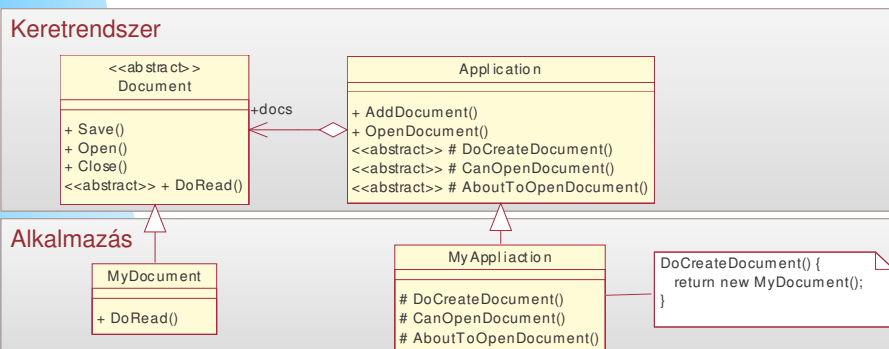 Keretrendszer
<<abstract>>
Document
+ Save()
+ Open()
+ Close()
<<abstract>> + DoRead()
+docs
Application
+ AddDocument()
+ OpenDocument()
<<abstract>> # DoCreateDocument()
<<abstract>> # CanOpenDocument()
<<abstract>> # AboutToOpenDocument()
Alkalmazás
MyDocument
+ DoRead()
MyAppliaction
# DoCreateDocument()
# CanOpenDocument()
# AboutToOpenDocument()
DoCreateDocument() {
return new MyDocument();
}